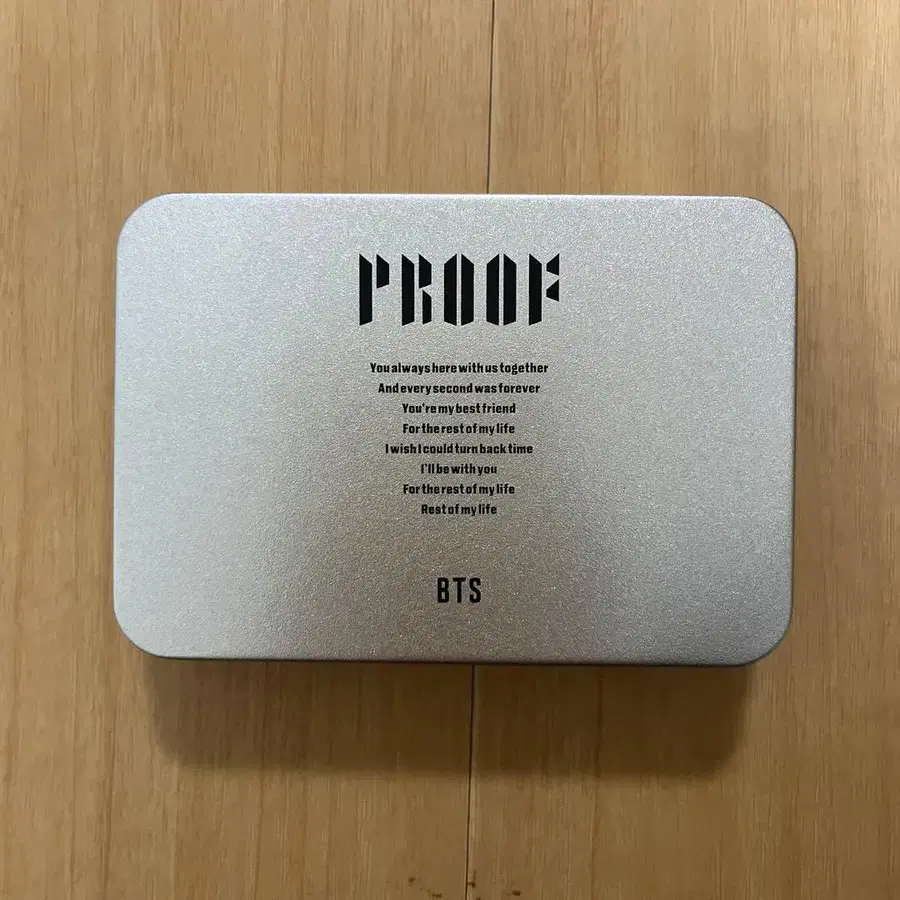 PROOF
You always here with us together
And every second was forever
You're my best friend
For the rest of my life
I wish I could turn back time
I'll be with you
For the rest of my life
Rest of my life
BTS